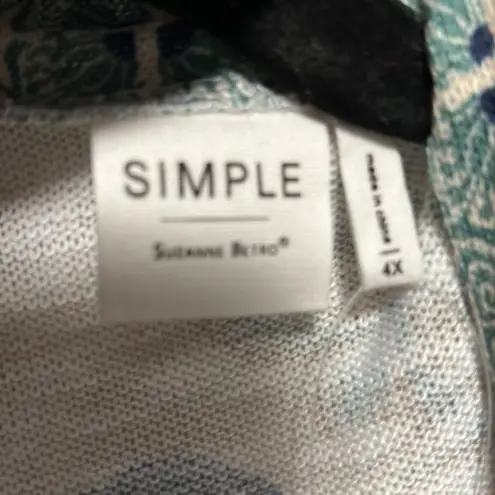 SIMPLE
SUZANNE BETRO®
made in china
4X